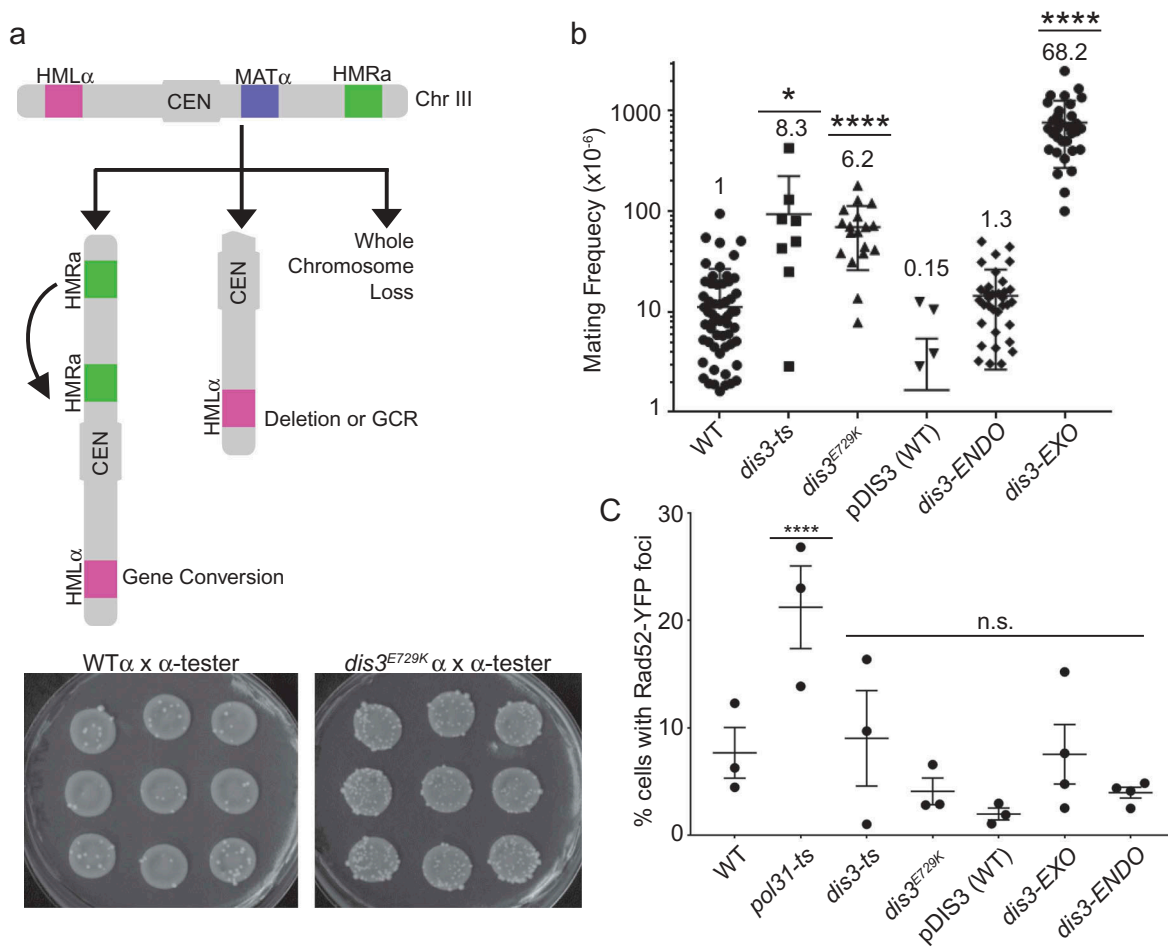 a
HMLα
MATα
HMRa
CEN
Chr III
HMRa
HMRa
CEN
HMLα
Gene Conversion
CEN
HMLα
Deletion or GCR
Whole
Chromosome
Loss
WTα x α-tester
dis3E729K α x α-tester
b
Mating Frequecy (x10-6)
1000
100
10
1
1
*
8.3
****
6.2
0.15
1.3
****
68.2
WT
dis3-ts
dis3E729K
pDIS3 (WT)
dis3-ENDO
dis3-EXO
C
% cells with Rad52-YFP foci
30
20
10
0
****
n.s.
WT
pol31-ts
dis3-ts
dis3E729K
pDIS3 (WT)
dis3-EXO
dis3-ENDO